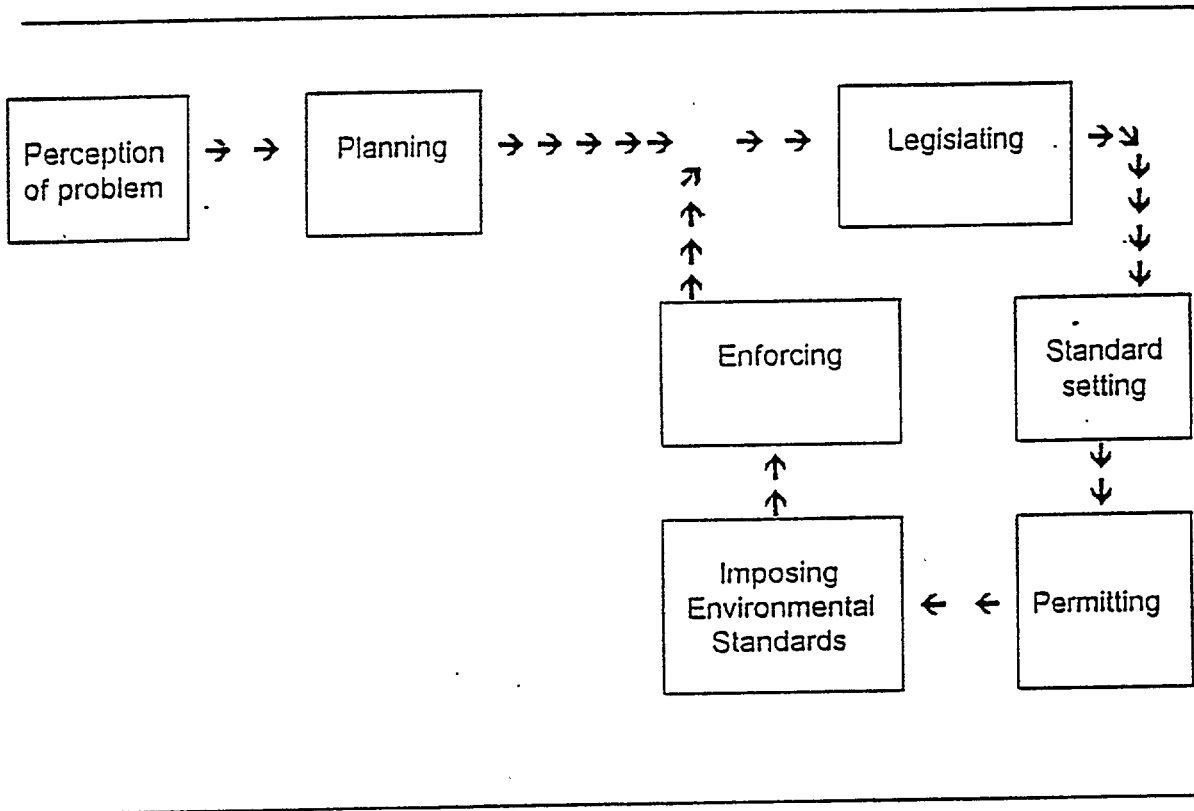 Perception
of problem
Planning
Legislating
Standard
setting
Permitting
Imposing
Environmental
Standards
Enforcing